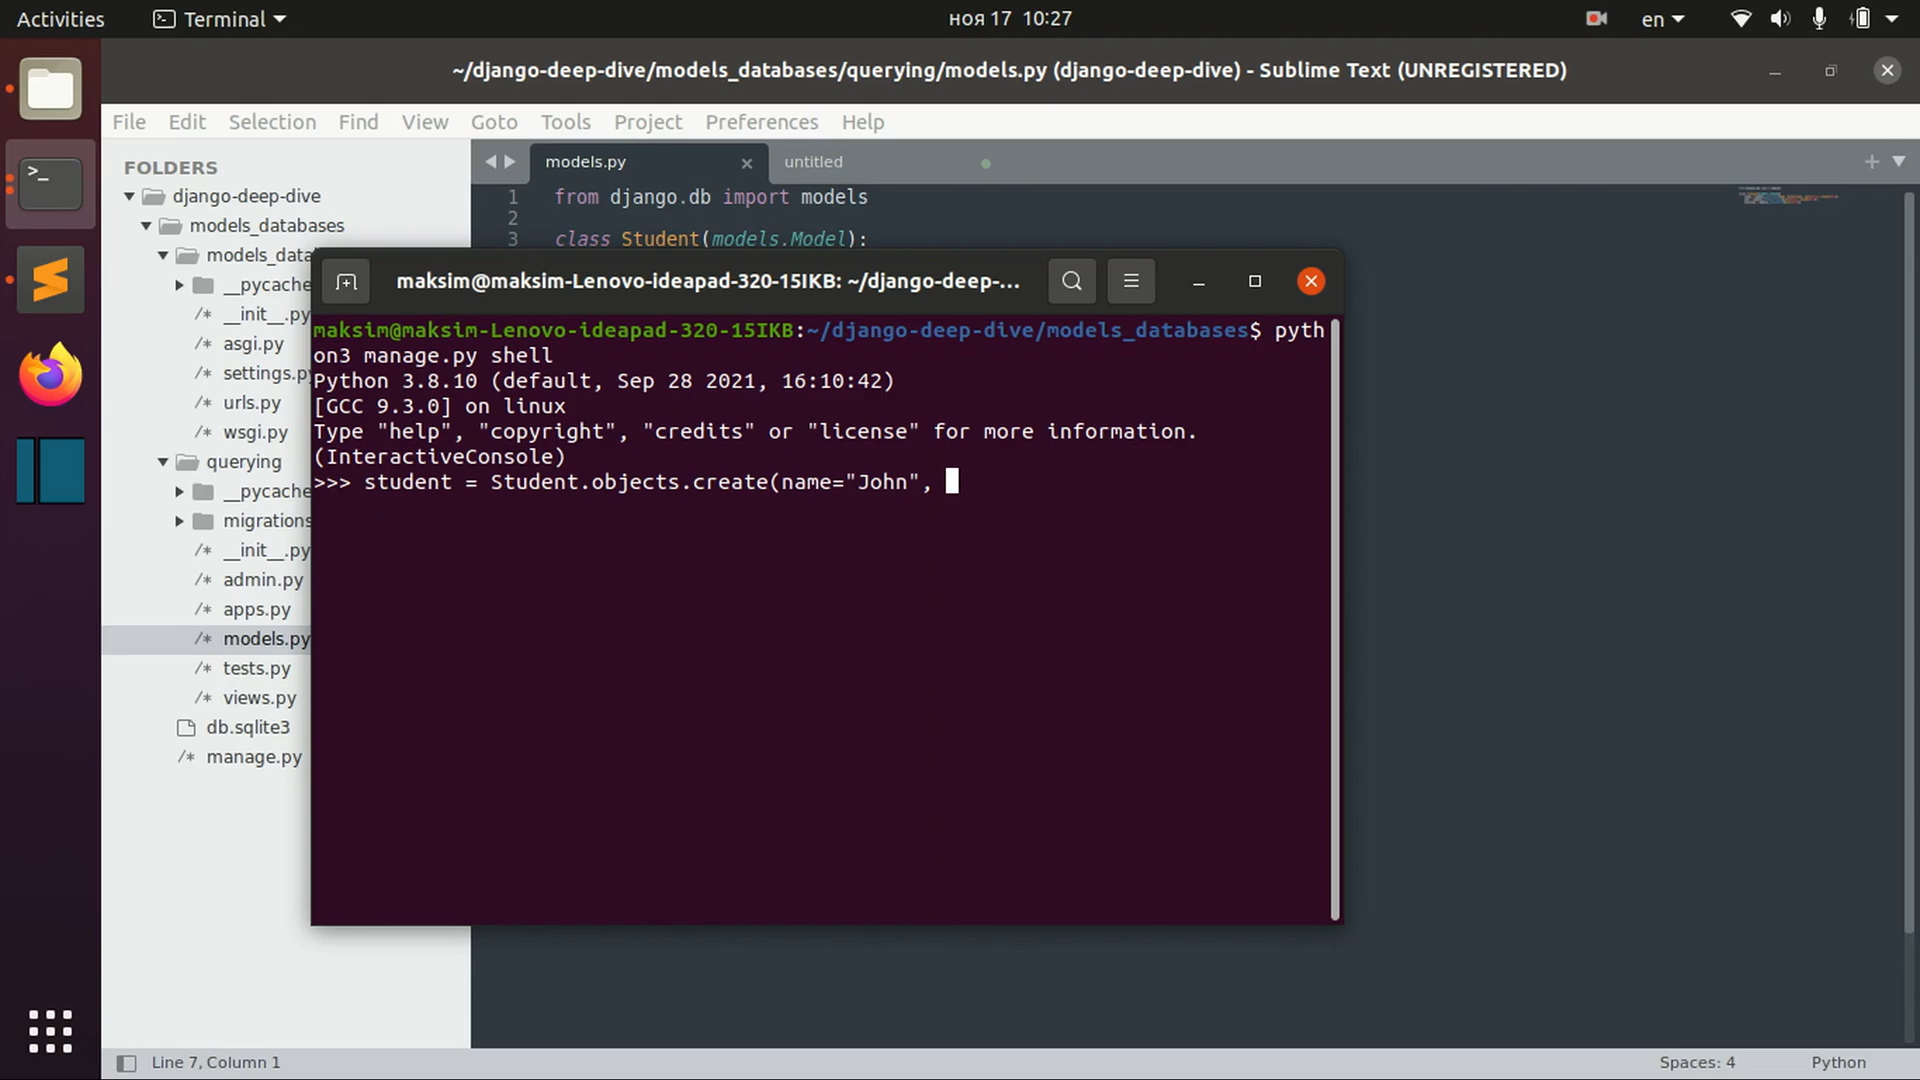 Activities
Terminal
ноя 17 10:27
en
~/django-deep-dive/models_databases/querying/models.py (django-deep-dive) - Sublime Text (UNREGISTERED)
File Edit Selection Find View Goto Tools Project Preferences Help
FOLDERS
django-deep-dive
models_databases
models_data
__pycache
__init__.py
asgi.py
settings.py
urls.py
wsgi.py
querying
__pycache
migrations
__init__.py
admin.py
apps.py
models.py
tests.py
views.py
db.sqlite3
manage.py
models.py
untitled
1 from django.db import models
2
3 class Student(models.Model):
maksim@maksim-Lenovo-ideapad-320-15IKB: ~/django-deep-...
maksim@maksim-Lenovo-ideapad-320-15IKB:~/django-deep-dive/models_databases$ pyth
on3 manage.py shell
Python 3.8.10 (default, Sep 28 2021, 16:10:42)
[GCC 9.3.0] on linux
Type "help", "copyright", "credits" or "license" for more information.
(InteractiveConsole)
>>> student = Student.objects.create(name="John",
Line 7, Column 1
Spaces: 4
Python